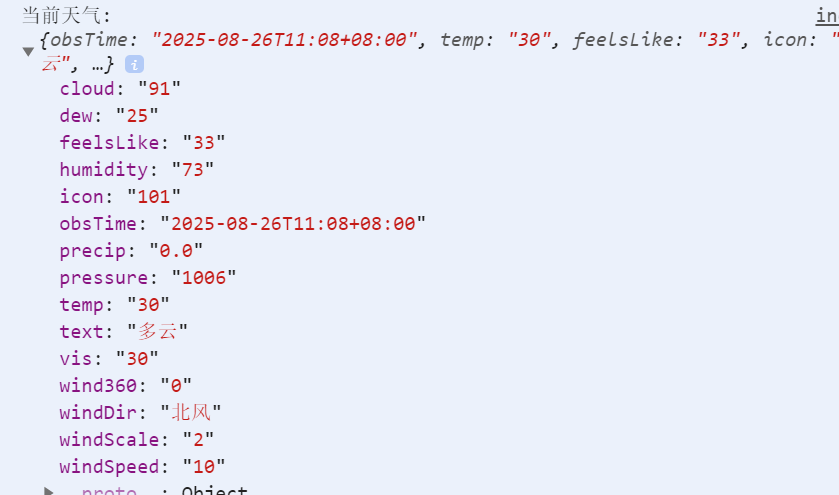 当前天气:
in
{obsTime: "2025-08-26T11:08+08:00", temp: "30", feelsLike: "33", icon: "
云", …}
cloud: "91"
dew: "25"
feelsLike: "33"
humidity: "73"
icon: "101"
obsTime: "2025-08-26T11:08+08:00"
precip: "0.0"
pressure: "1006"
temp: "30"
text: "多云"
vis: "30"
wind360: "0"
windDir: "北风"
windScale: "2"
windSpeed: "10"
__proto__: Object